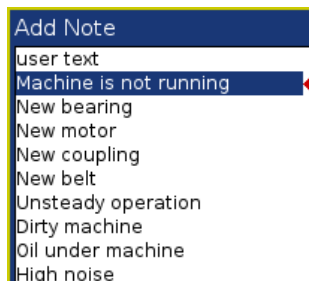 Add Note
user text
Machine is not running
New bearing
New motor
New coupling
New belt
Unsteady operation
Dirty machine
Oil under machine
High noise